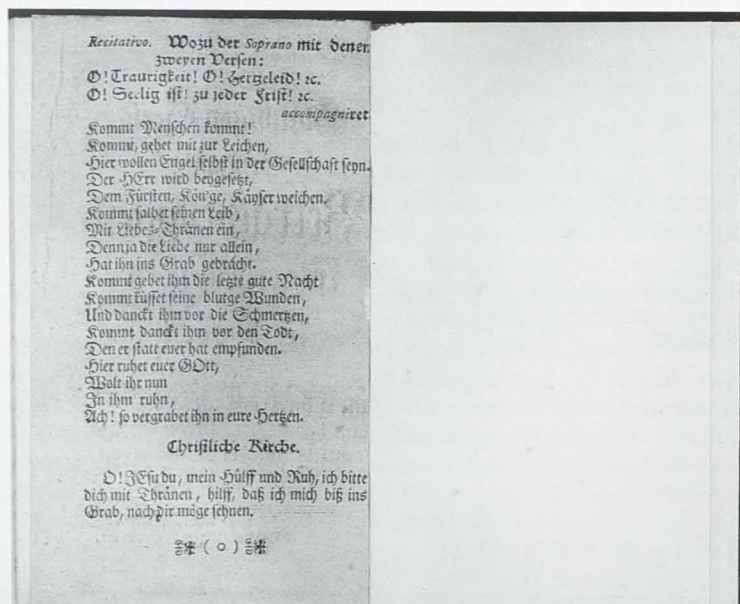 Recitativo. Wozu der Soprano mit denen
zweyen Versen:
O! Traurigkeit! O! Hertzeleid! ꝛc.
O! Seelig ist! zu jeder Frist! ꝛc.
accompagniret
Kommt Menschen kommt!
Kommt, gehet mit zur Leichen,
Hier wollen Engel selbst in der Gesellschaft seyn.
Der HErr wird beygesetzt,
Dem Fürsten, Kön'ge, Käyser weichen.
Kommt salbet seinen Leib,
Mit Liebes-Thränen ein,
Denn ja die Liebe nur allein,
Hat ihn ins Grab gebracht.
Kommt gebet ihm die letzte gute Nacht
Kommt küsset seine blutge Wunden,
Und danckt ihm vor die Schmertzen,
Kommt danckt ihm vor den Todt,
Den er statt euer hat empfunden.
Hier ruhet euer GOtt,
Wolt ihr nun
In ihm ruhn,
Ach! so vergrabet ihn in eure Hertzen.
Christliche Kirche.
O! JEsu du, mein Hülff und Ruh, ich bitte
dich mit Thränen, hilff, daß ich mich biß ins
Grab, nach dir möge sehnen.
( o )